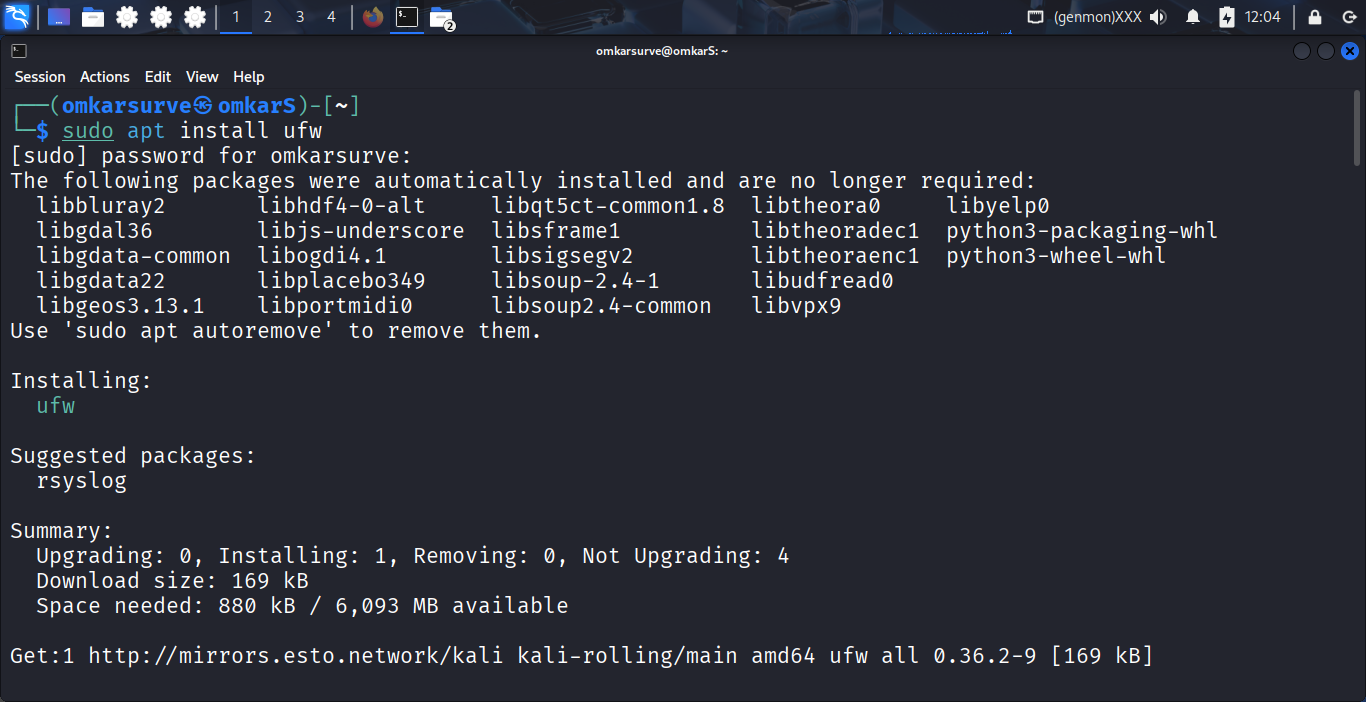 1 2 3 4 2 (genmon)XXX 12:04
omkarsurve@omkarS: ~
Session Actions Edit View Help
┌──(omkarsurve㉿omkarS)-[~]
└─$ sudo apt install ufw
[sudo] password for omkarsurve:
The following packages were automatically installed and are no longer required:
libbluray2 libhdf4-0-alt libqt5ct-common1.8 libtheora0 libyelp0
libgdal36 libjs-underscore libsframe1 libtheoradec1 python3-packaging-whl
libgdata-common libogdi4.1 libsigsegv2 libtheoraenc1 python3-wheel-whl
libgdata22 libplacebo349 libsoup-2.4-1 libudfread0
libgeos3.13.1 libportmidi0 libsoup2.4-common libvpx9
Use 'sudo apt autoremove' to remove them.
Installing:
ufw
Suggested packages:
rsyslog
Summary:
Upgrading: 0, Installing: 1, Removing: 0, Not Upgrading: 4
Download size: 169 kB
Space needed: 880 kB / 6,093 MB available
Get:1 http://mirrors.esto.network/kali kali-rolling/main amd64 ufw all 0.36.2-9 [169 kB]